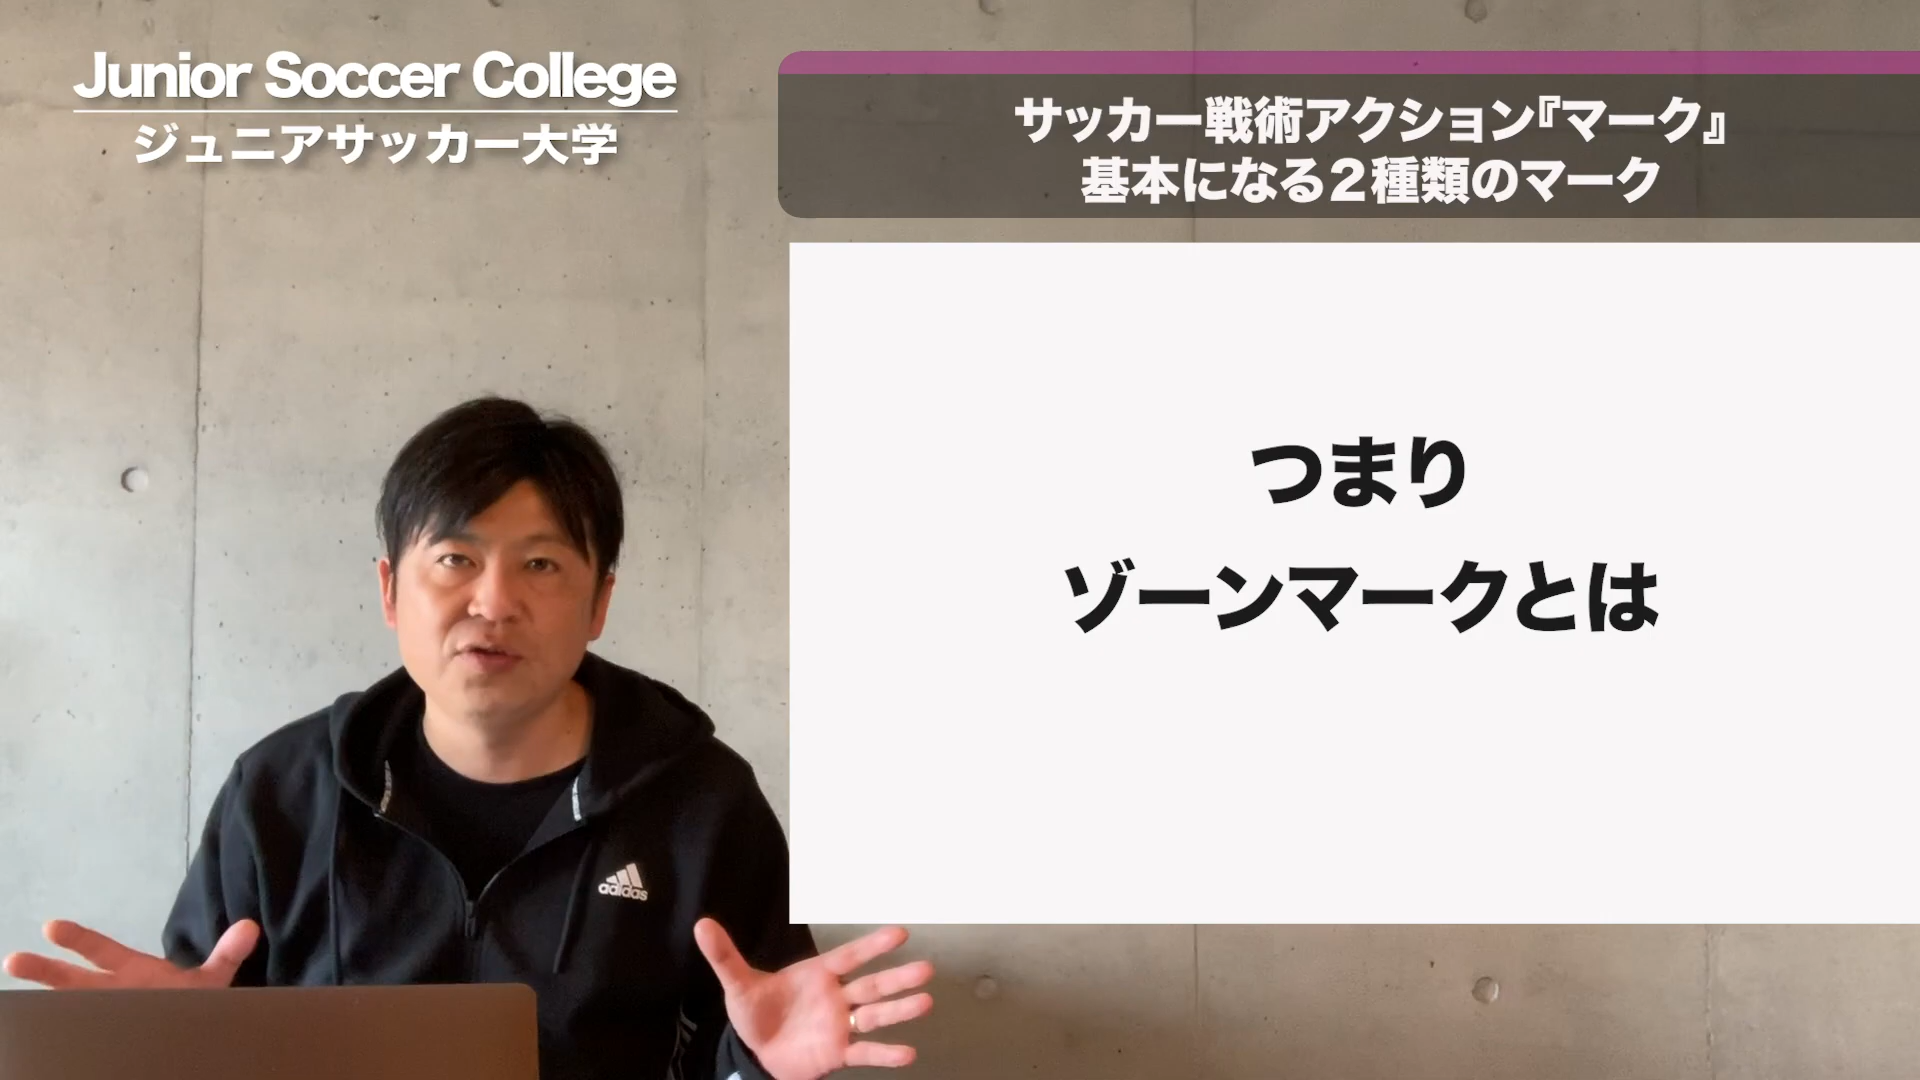 Junior Soccer College
ジュニアサッカー大学
サッカー戦術アクション『マーク』
基本になる２種類のマーク
つまり
ゾーンマークとは
adidas